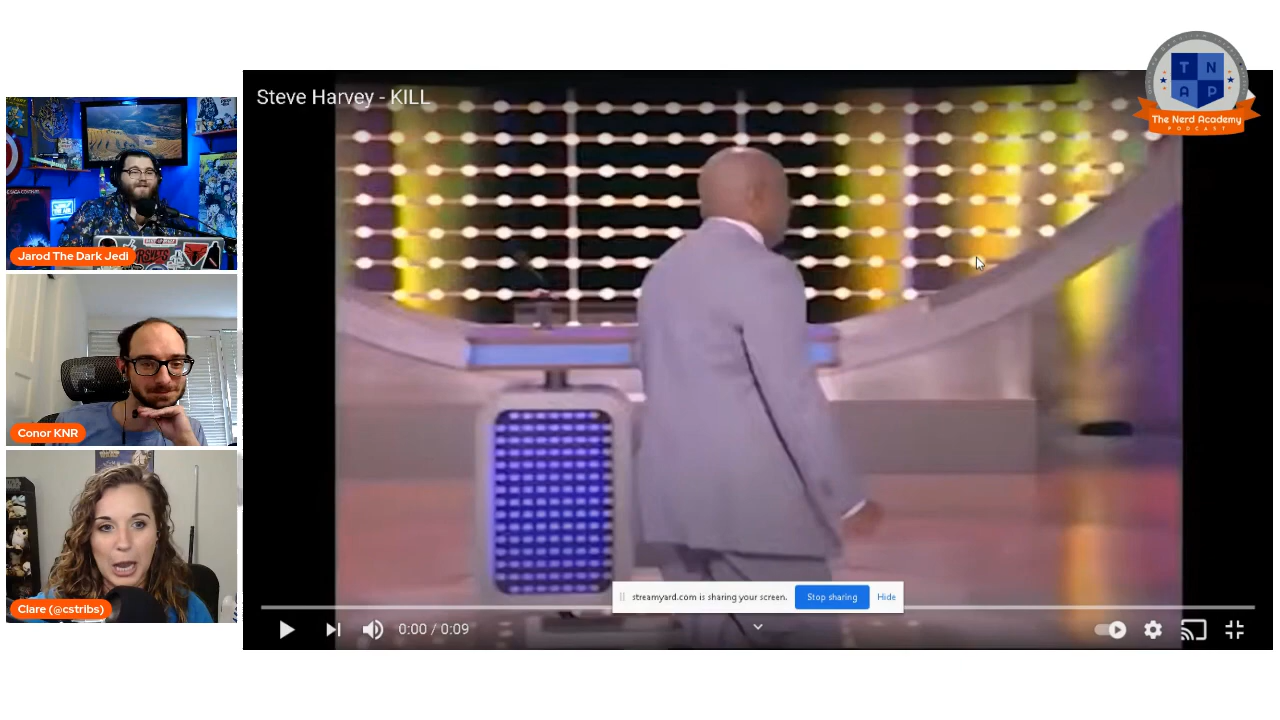 Steve Harvey - KILL
T N
A P
The Nerd Academy
PODCAST
Jarod The Dark Jedi
Conor KNR
Clare (@cstribs)
streamyard.com is sharing your screen.
Stop sharing
Hide
0:00 / 0:09